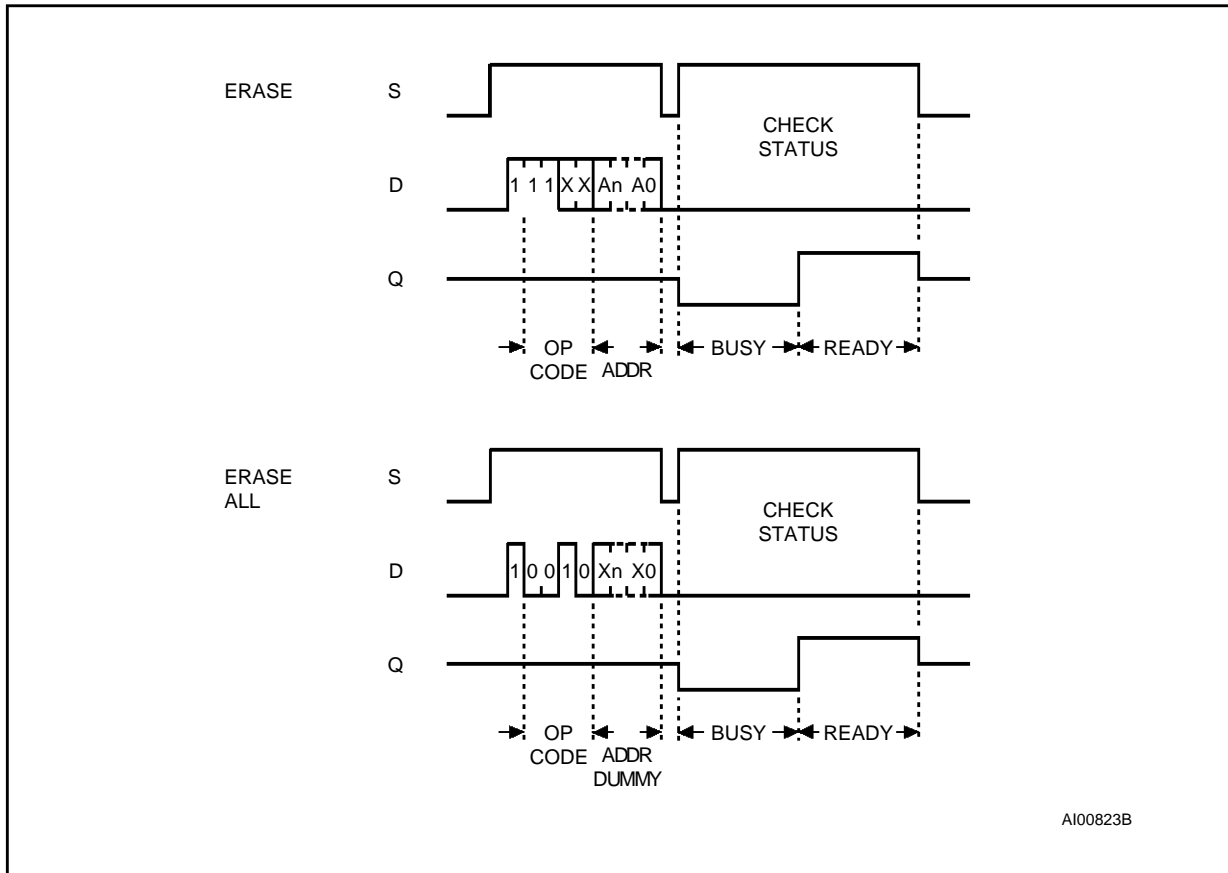 ERASE S
CHECK
STATUS
D 1 1 1 X X An A0
Q
OP
CODE ADDR BUSY READY
ERASE
ALL S
CHECK
STATUS
D 1 0 0 1 0 Xn X0
Q
OP
CODE ADDR
DUMMY BUSY READY
AI00823B